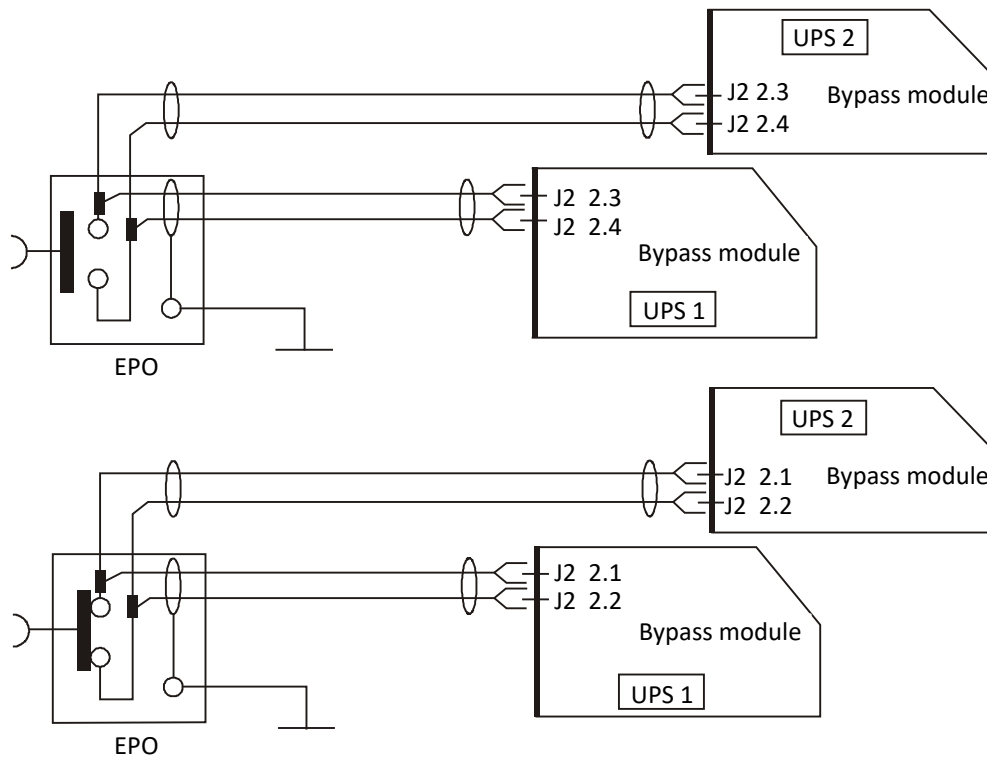 UPS 2
J2 2.3 Bypass module
J2 2.4
J2 2.3
J2 2.4
Bypass module
UPS 1
EPO
UPS 2
J2 2.1 Bypass module
J2 2.2
J2 2.1
J2 2.2
Bypass module
UPS 1
EPO